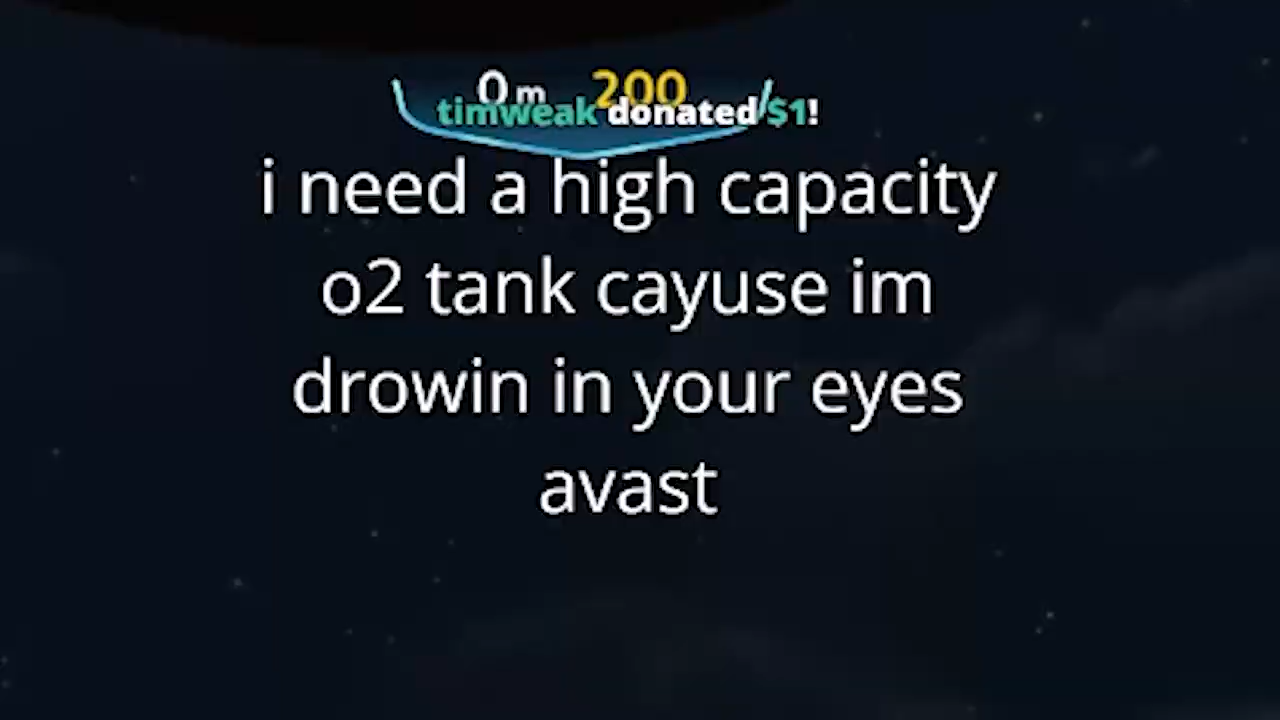 0 m 200
timweak donated $1!
i need a high capacity
o2 tank cayuse im
drowin in your eyes
avast